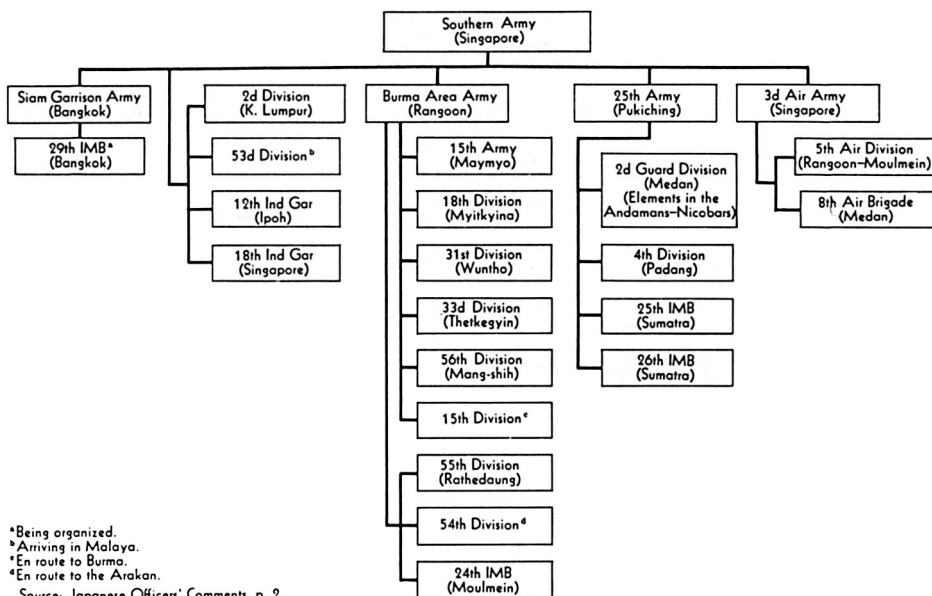 Southern Army
(Singapore)
Siam Garrison Army
(Bangkok)
29th IMBᵃ
(Bangkok)
2d Division
(K. Lumpur)
53d Divisionᵇ
12th Ind Gar
(Ipoh)
18th Ind Gar
(Singapore)
Burma Area Army
(Rangoon)
15th Army
(Maymyo)
18th Division
(Myitkyina)
31st Division
(Wuntho)
33d Division
(Thetkegyin)
56th Division
(Mang-shih)
15th Divisionᶜ
55th Division
(Rathedaung)
54th Divisionᵈ
24th IMB
(Moulmein)
25th Army
(Pukiching)
2d Guard Division
(Medan)
(Elements in the
Andamans–Nicobars)
4th Division
(Padang)
25th IMB
(Sumatra)
26th IMB
(Sumatra)
3d Air Army
(Singapore)
5th Air Division
(Rangoon–Moulmein)
8th Air Brigade
(Medan)
ᵃBeing organized.
ᵇArriving in Malaya.
ᶜEn route to Burma.
ᵈEn route to the Arakan.
Source: Japanese Officers' Comments, p. 2.